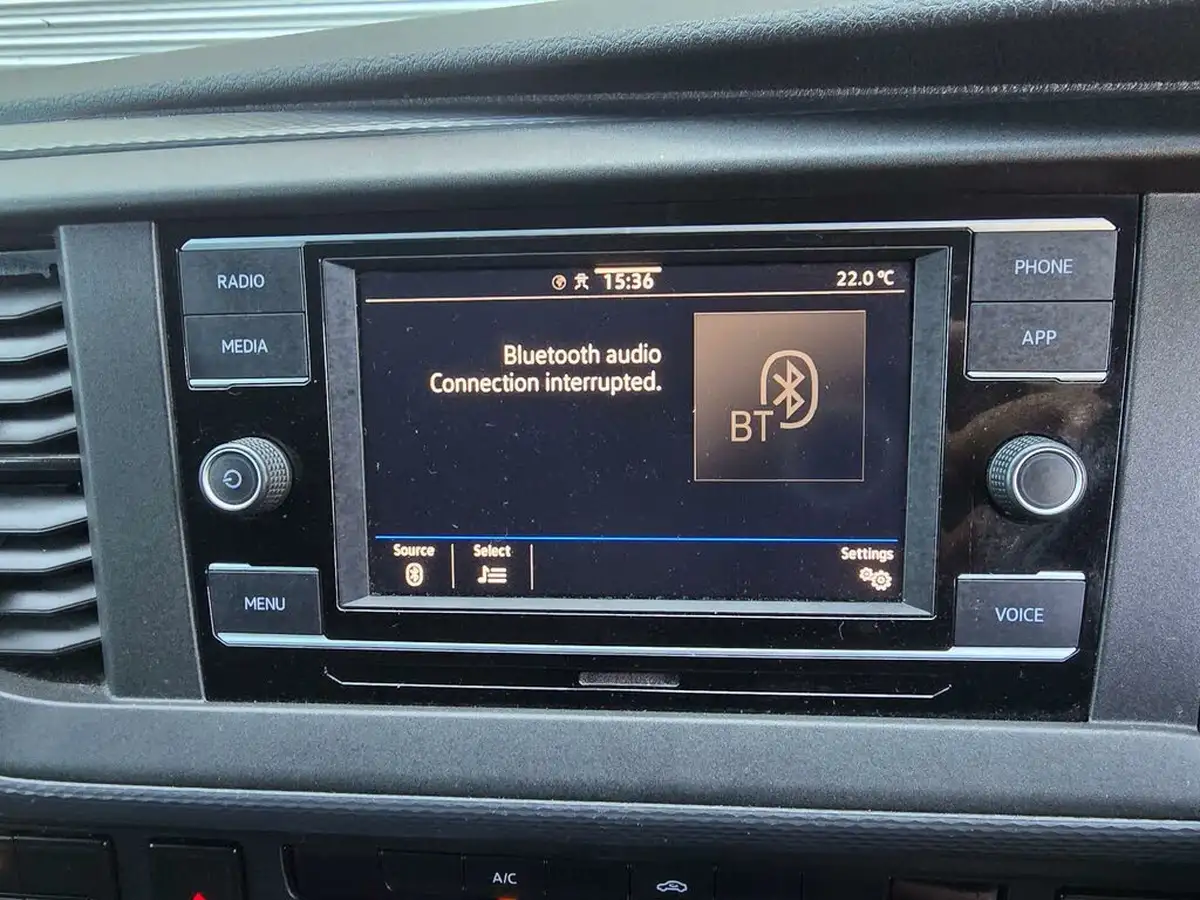 RADIO
MEDIA
MENU
15:36
22.0 °C
Bluetooth audio
Connection interrupted.
BT
Source
Select
Settings
PHONE
APP
VOICE
A/C